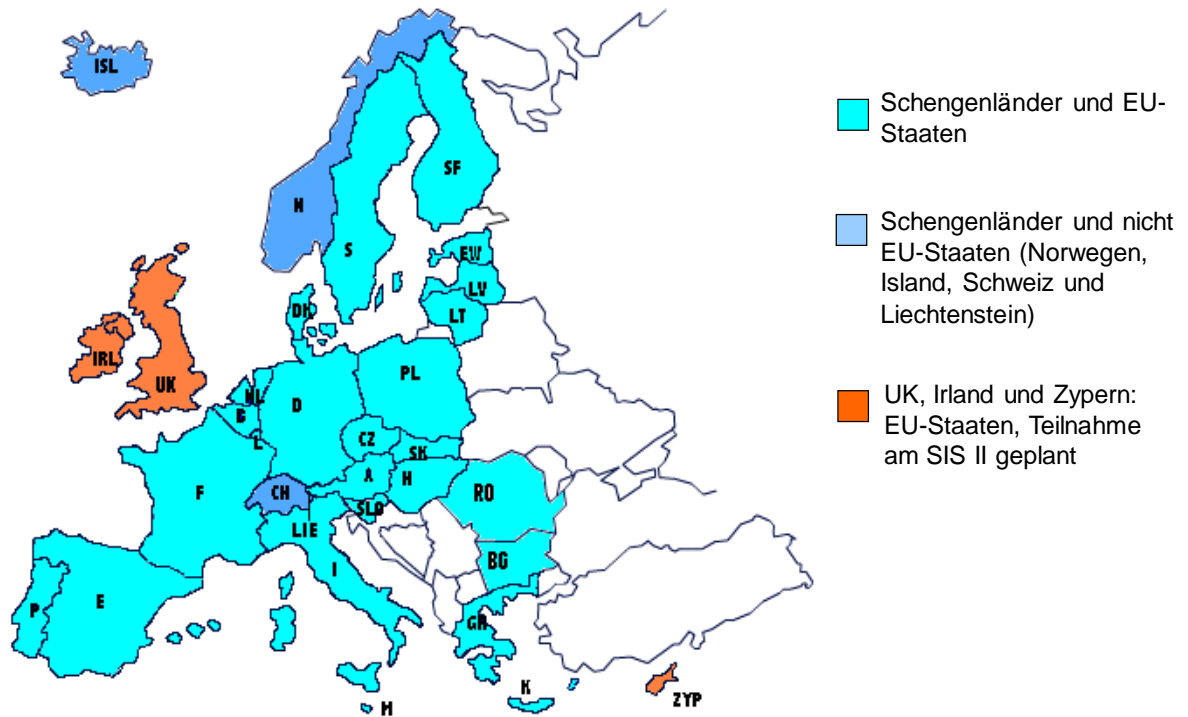 ISL
Schengenländer und EU-
Staaten
SF
N
Schengenländer und nicht
EU-Staaten (Norwegen,
Island, Schweiz und
Liechtenstein)
S
EW
LV
DK
LT
IRL
UK
PL
NL
D
B
UK, Irland und Zypern:
EU-Staaten, Teilnahme
am SIS II geplant
L
CZ
SK
A
H
F
CH
RO
SLO
LIE
BG
I
P
E
GR
K
M
ZYP